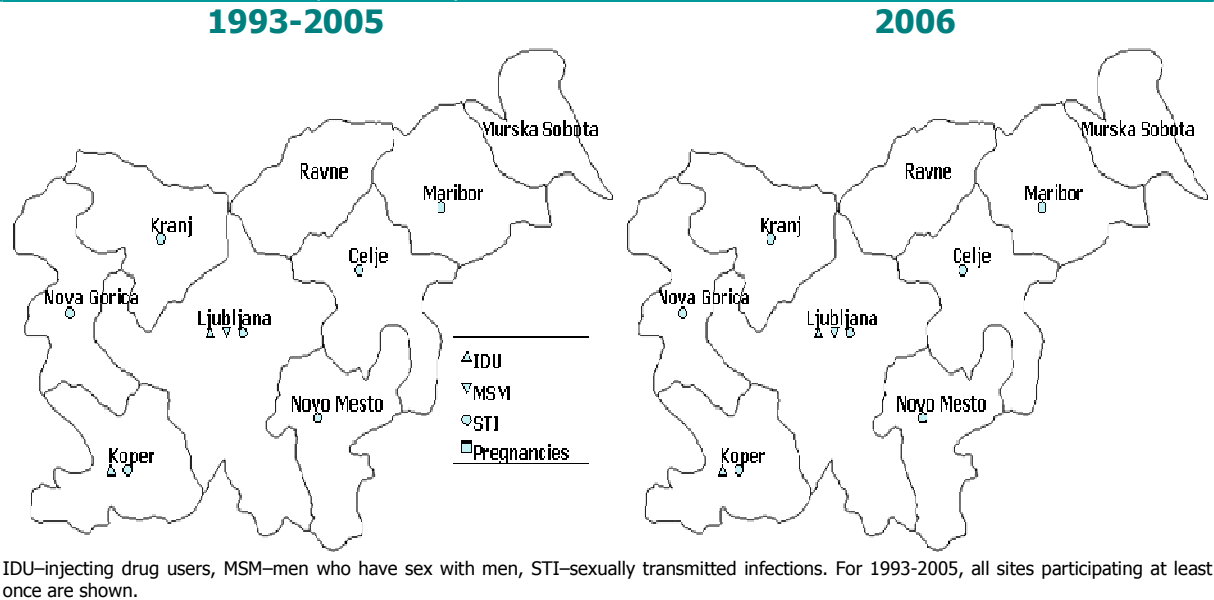 1993-2005
2006
Murska Sobota
Ravne
Maribor
Kranj
Celje
Nova Gorica
Ljubljana
Novo Mesto
Koper
IDU
MSM
STI
Pregnancies
Murska Sobota
Ravne
Maribor
Kranj
Celje
Nova Gorica
Ljubljana
Novo Mesto
Koper
IDU–injecting drug users, MSM–men who have sex with men, STI–sexually transmitted infections. For 1993-2005, all sites participating at least
once are shown.